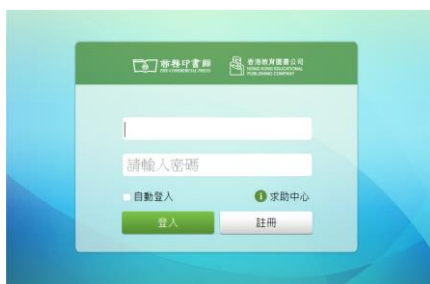 商務印書館
THE COMMERCIAL PRESS
香港教育圖書公司
HONG KONG EDUCATIONAL
PUBLISHING COMPANY
請輸入密碼
自動登入
求助中心
登入
註冊